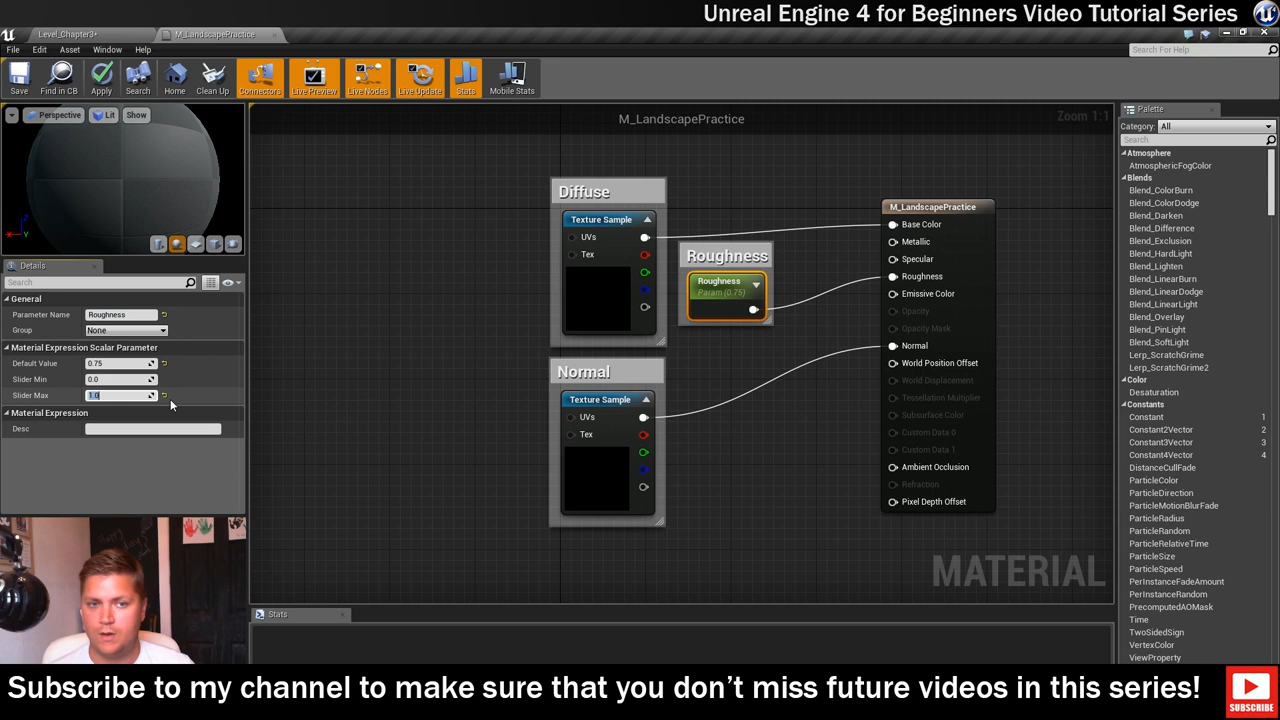 Unreal Engine 4 for Beginners Video Tutorial Series
Level_Chapter3*
M_LandscapePractice
File Edit Asset Window Help
Search For Help
Save
Find in CB
Apply
Search
Home
Clean Up
Connectors
Live Preview
Live Nodes
Live Update
Stats
Mobile Stats
Perspective
Lit
Show
Details
Search
General
Parameter Name Roughness
Group None
Material Expression Scalar Parameter
Default Value 0.75
Slider Min 0.0
Slider Max 1.0
Material Expression
Desc
M_LandscapePractice
Zoom 1:1
Diffuse
Texture Sample
UVs
Tex
Roughness
Roughness
Param (0.75)
Normal
Texture Sample
UVs
Tex
M_LandscapePractice
Base Color
Metallic
Specular
Roughness
Emissive Color
Opacity
Opacity Mask
Normal
World Position Offset
World Displacement
Tessellation Multiplier
Subsurface Color
Custom Data 0
Custom Data 1
Ambient Occlusion
Refraction
Pixel Depth Offset
MATERIAL
Stats
Palette
Category: All
Search
Atmosphere
AtmosphericFogColor
Blends
Blend_ColorBurn
Blend_ColorDodge
Blend_Darken
Blend_Difference
Blend_Exclusion
Blend_HardLight
Blend_Lighten
Blend_LinearBurn
Blend_LinearDodge
Blend_LinearLight
Blend_Overlay
Blend_PinLight
Blend_SoftLight
Lerp_ScratchGrime
Lerp_ScratchGrime2
Color
Desaturation
Constants
Constant 1
Constant2Vector 2
Constant3Vector 3
Constant4Vector 4
DistanceCullFade
ParticleColor
ParticleDirection
ParticleMotionBlurFade
ParticleRadius
ParticleRandom
ParticleRelativeTime
ParticleSize
ParticleSpeed
PerInstanceFadeAmount
PerInstanceRandom
PrecomputedAOMask
Time
TwoSidedSign
VertexColor
ViewProperty
Subscribe to my channel to make sure that you don't miss future videos in this series!
SUBSCRIBE